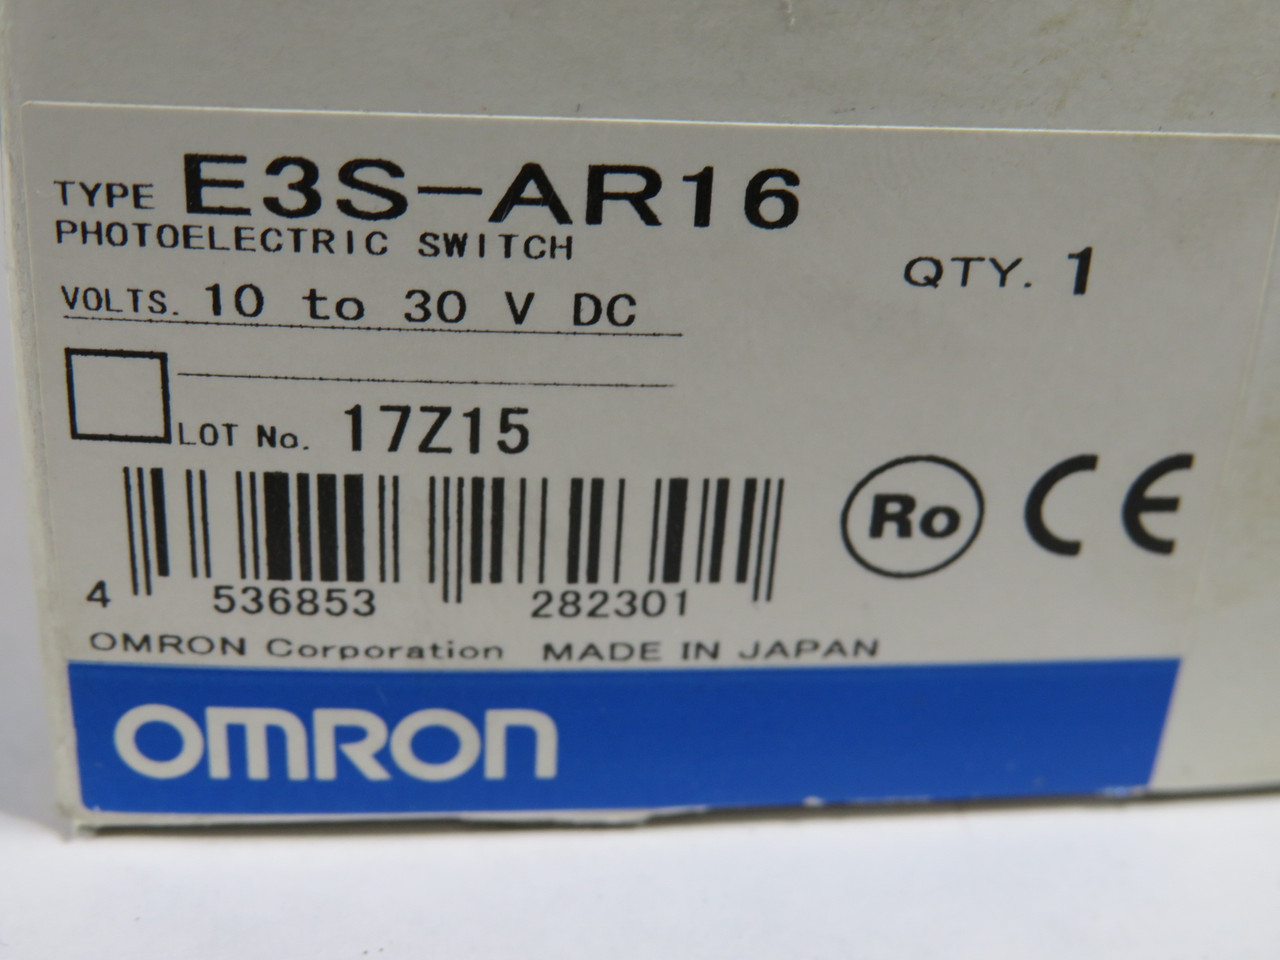 TYPE E3S-AR16
PHOTOELECTRIC SWITCH
QTY. 1
VOLTS. 10 to 30 V DC
LOT No. 17Z15
Ro CE
4 536853 282301
OMRON Corporation MADE IN JAPAN
OMRON